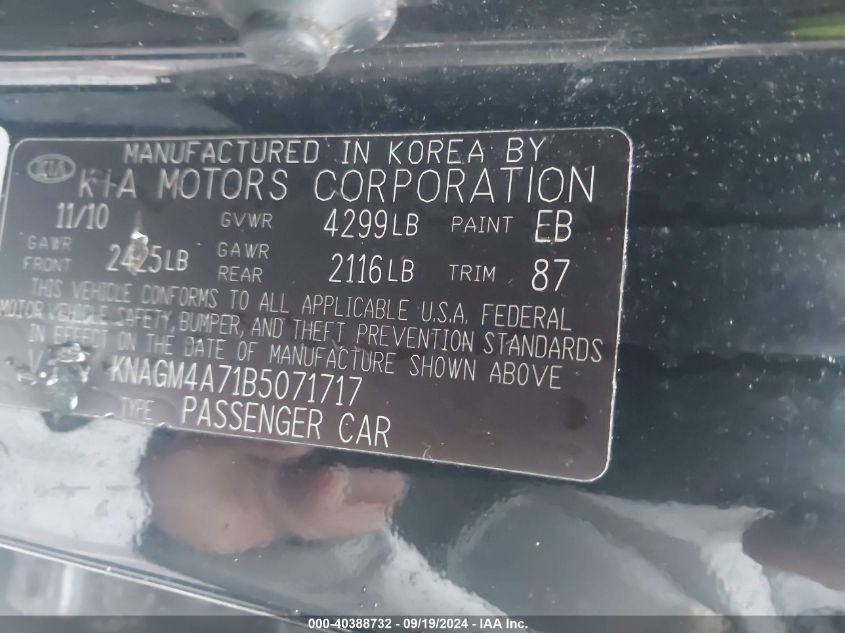 MANUFACTURED IN KOREA BY
KIA KIA MOTORS CORPORATION
11/10 GVWR 4299LB PAINT EB
GAWR FRONT 2425LB GAWR REAR 2116LB TRIM 87
THIS VEHICLE CONFORMS TO ALL APPLICABLE U.S.A. FEDERAL
MOTOR VEHICLE SAFETY, BUMPER, AND THEFT PREVENTION STANDARDS
IN EFFECT ON THE DATE OF MANUFACTURE SHOWN ABOVE
KNAGM4A71B5071717
TYPE PASSENGER CAR
000-40388732 - 09/19/2024 - IAA Inc.